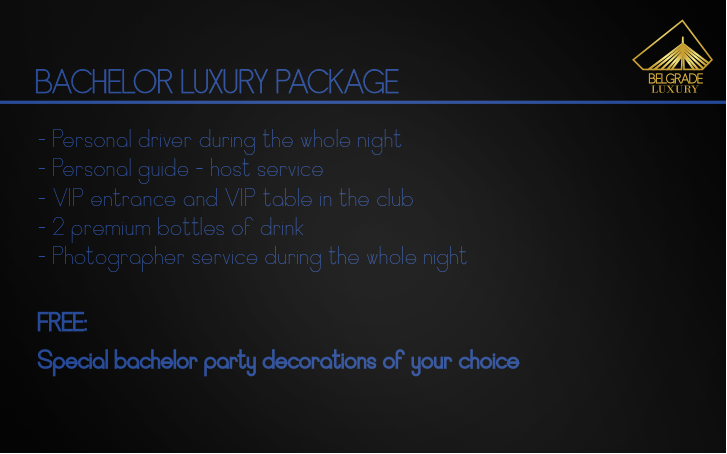 BELGRADE
LUXURY
BACHELOR LUXURY PACKAGE
- Personal driver during the whole night
- Personal guide - host service
- VIP entrance and VIP table in the club
- 2 premium bottles of drink
- Photographer service during the whole night
FREE:
Special bachelor party decorations of your choice